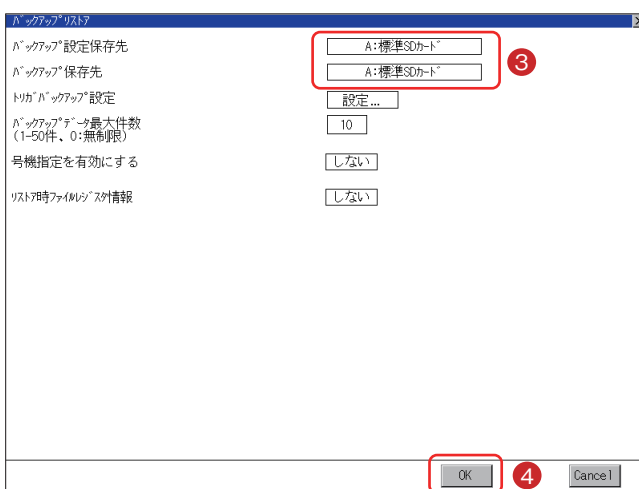 バックアップリストア
バックアップ設定保存先 A:標準SDカード
3
バックアップ保存先 A:標準SDカード
トリガバックアップ設定 設定...
バックアップデータ最大件数 10
(1-50件、0:無制限)
号機指定を有効にする しない
リストア時ファイルレジスタ情報 しない
OK 4 Cancel